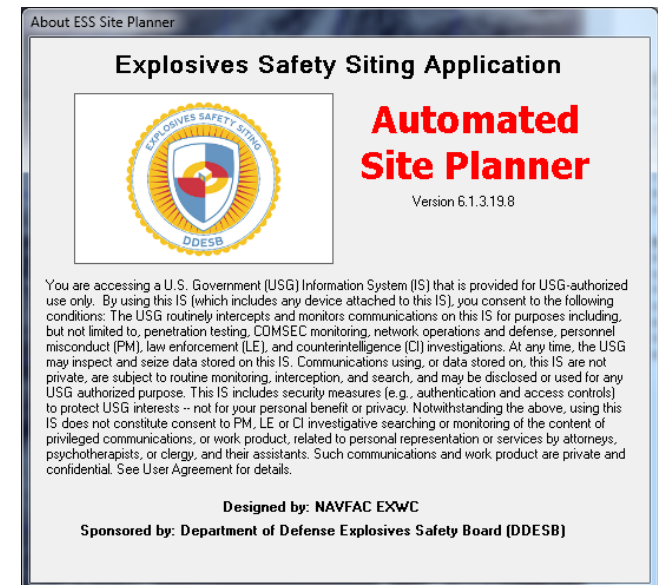 About ESS Site Planner
Explosives Safety Siting Application
EXPLOSIVES SAFETY SITING
DDESB
Automated
Site Planner
Version 6.1.3.19.8
You are accessing a U.S. Government (USG) Information System (IS) that is provided for USG-authorized
use only.  By using this IS (which includes any device attached to this IS), you consent to the following
conditions: The USG routinely intercepts and monitors communications on this IS for purposes including,
but not limited to, penetration testing, COMSEC monitoring, network operations and defense, personnel
misconduct (PM), law enforcement (LE), and counterintelligence (CI) investigations. At any time, the USG
may inspect and seize data stored on this IS. Communications using, or data stored on, this IS are not
private, are subject to routine monitoring, interception, and search, and may be disclosed or used for any
USG authorized purpose. This IS includes security measures (e.g., authentication and access controls)
to protect USG interests -- not for your personal benefit or privacy. Notwithstanding the above, using this
IS does not constitute consent to PM, LE or CI investigative searching or monitoring of the content of
privileged communications, or work product, related to personal representation or services by attorneys,
psychotherapists, or clergy, and their assistants. Such communications and work product are private and
confidential. See User Agreement for details.
Designed by: NAVFAC EXWC
Sponsored by: Department of Defense Explosives Safety Board (DDESB)